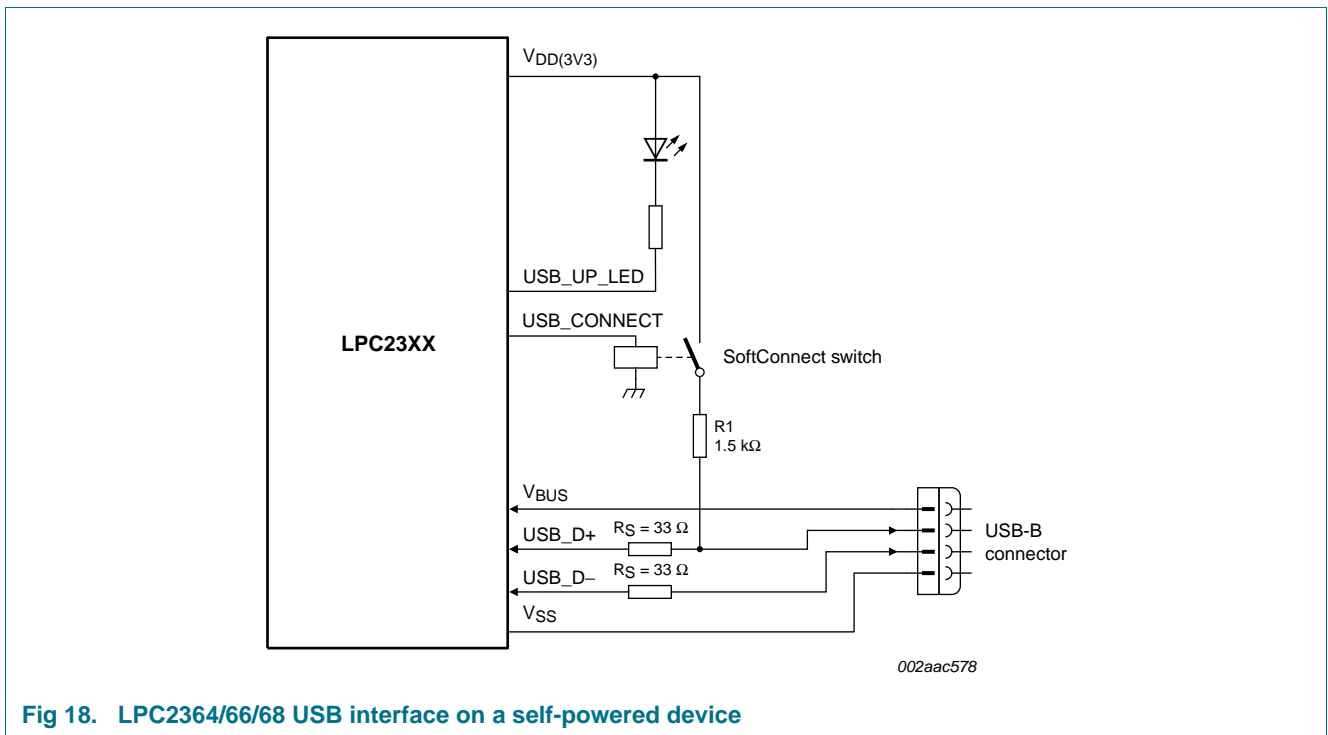 VDD(3V3)
USB_UP_LED
USB_CONNECT
LPC23XX
SoftConnect switch
R1
1.5 kΩ
VBUS
USB_D+
RS = 33 Ω
USB-B
connector
USB_D−
RS = 33 Ω
VSS
002aac578
Fig 18. LPC2364/66/68 USB interface on a self-powered device